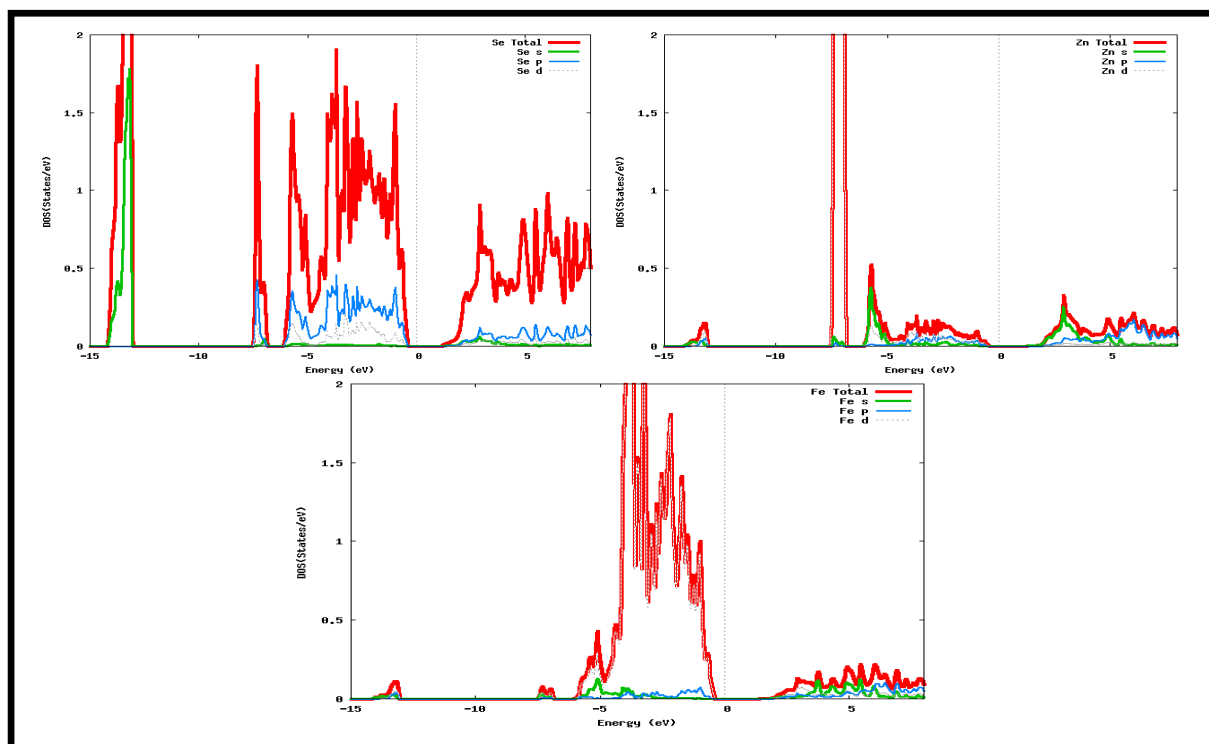 2
1.5
1
0.5
0
DOS(States/eV)
Se Total
Se s
Se p
Se d
-15
-10
-5
0
5
Energy (eV)
2
1.5
1
0.5
0
DOS(States/eV)
Zn Total
Zn s
Zn p
Zn d
-15
-10
-5
0
5
Energy (eV)
2
1.5
1
0.5
0
DOS(States/eV)
Fe Total
Fe s
Fe p
Fe d
-15
-10
-5
0
5
Energy (eV)